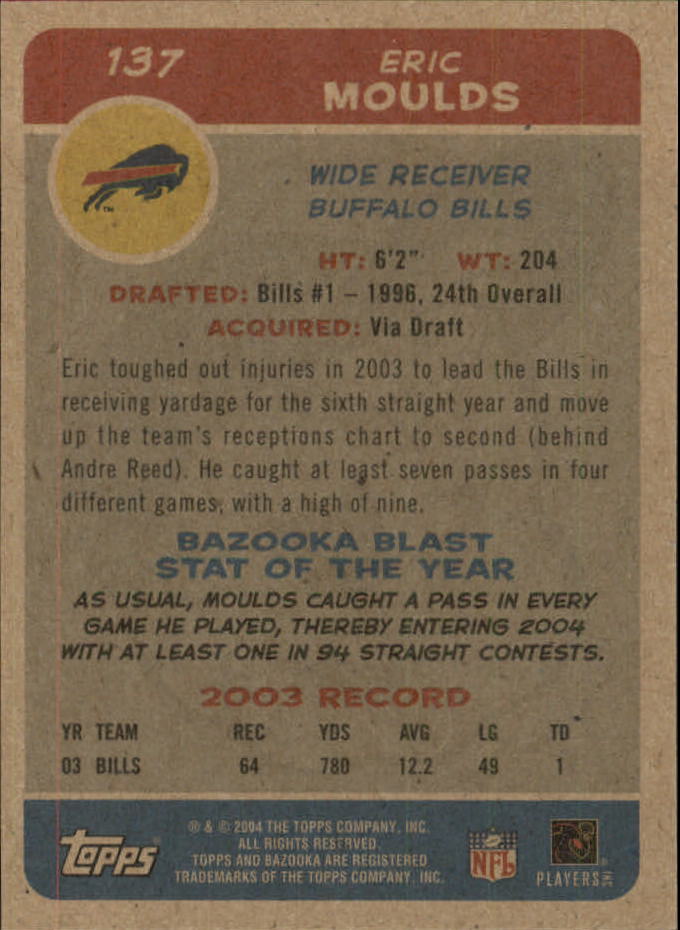 137
ERIC
MOULDS
TM
WIDE RECEIVER
BUFFALO BILLS
HT: 6'2" WT: 204
DRAFTED: Bills #1 – 1996, 24th Overall
ACQUIRED: Via Draft
Eric toughed out injuries in 2003 to lead the Bills in
receiving yardage for the sixth straight year and move
up the team's receptions chart to second (behind
Andre Reed). He caught at least seven passes in four
different games, with a high of nine.
BAZOOKA BLAST
STAT OF THE YEAR
AS USUAL, MOULDS CAUGHT A PASS IN EVERY
GAME HE PLAYED, THEREBY ENTERING 2004
WITH AT LEAST ONE IN 94 STRAIGHT CONTESTS.
2003 RECORD
YR TEAM REC YDS AVG LG TD
03 BILLS 64 780 12.2 49 1
topps
® & © 2004 THE TOPPS COMPANY, INC.
ALL RIGHTS RESERVED.
TOPPS AND BAZOOKA ARE REGISTERED
TRADEMARKS OF THE TOPPS COMPANY, INC.
NFL
PLAYERS INC